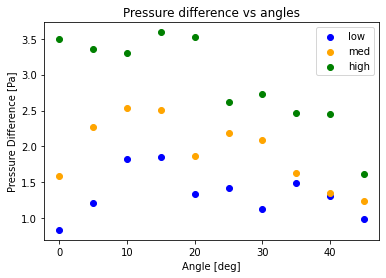 Pressure difference vs angles
low
med
high
Pressure Difference [Pa]
3.5
3.0
2.5
2.0
1.5
1.0
0
10
20
30
40
Angle [deg]